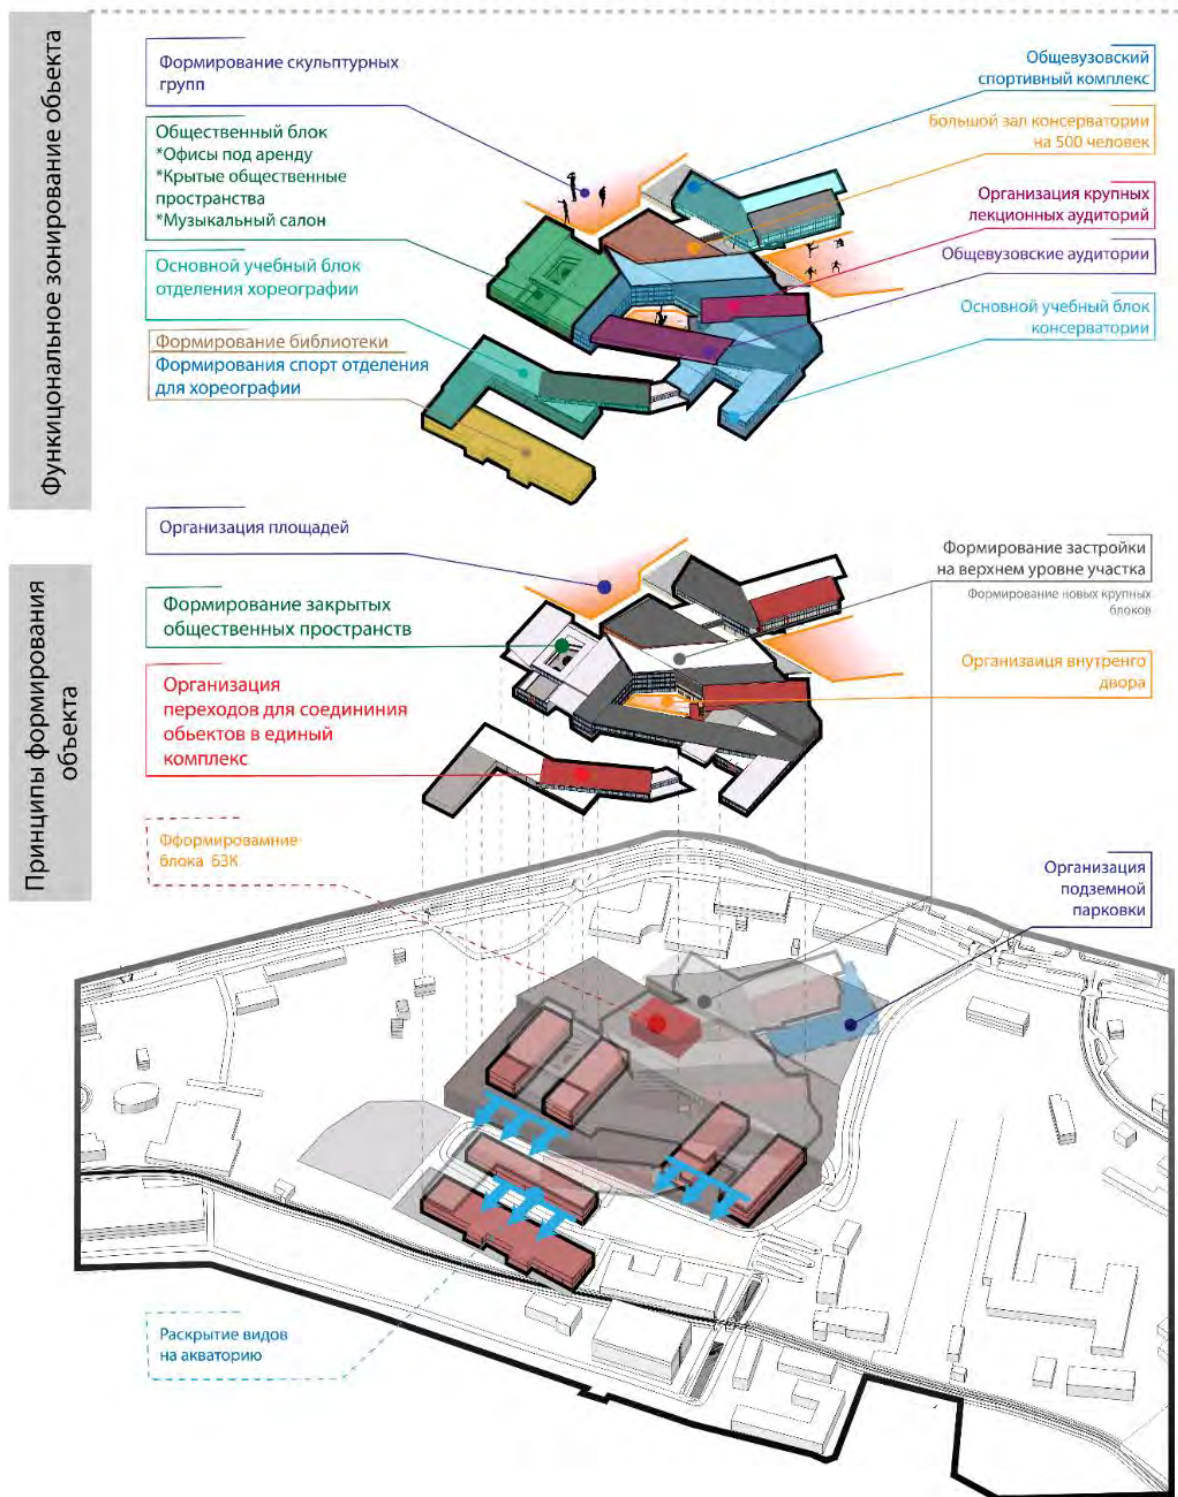 Функициональное зонирование обьекта
Формирование скульптурных
групп
Общественный блок
*Офисы под аренду
*Крытые общественные
пространства
*Музыкальный салон
Основной учебный блок
отделения хореографии
Формирование библиотеки
Формирования спорт отделения
для хореографии
Общевузовский
спортивный комплекс
Большой зал консерватории
на 500 человек
Организация крупных
лекционных аудиторий
Общевузовские аудитории
Основной учебный блок
консерватории
Принципы формирования
объекта
Организация площадей
Формирование закрытых
общественных пространств
Организация
переходов для соедининия
обьектов в единый
комплекс
Фформировамние
блока БЗК
Формирование застройки
на верхнем уровне участка
Формирование новых крупных
блоков
Организаиця внутренго
двора
Организация
подземной
парковки
Раскрытие видов
на акваторию